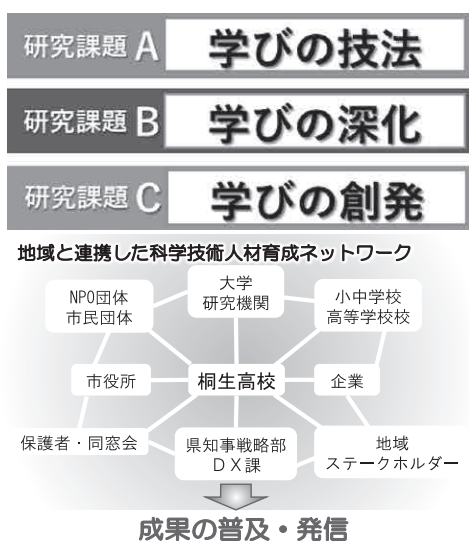 研究課題 A 学びの技法
研究課題 B 学びの深化
研究課題 C 学びの創発
地域と連携した科学技術人材育成ネットワーク
大学
研究機関
NPO団体
市民団体
小中学校
高等学校校
市役所
桐生高校
企業
保護者・同窓会
県知事戦略部
DX課
地域
ステークホルダー
成果の普及・発信